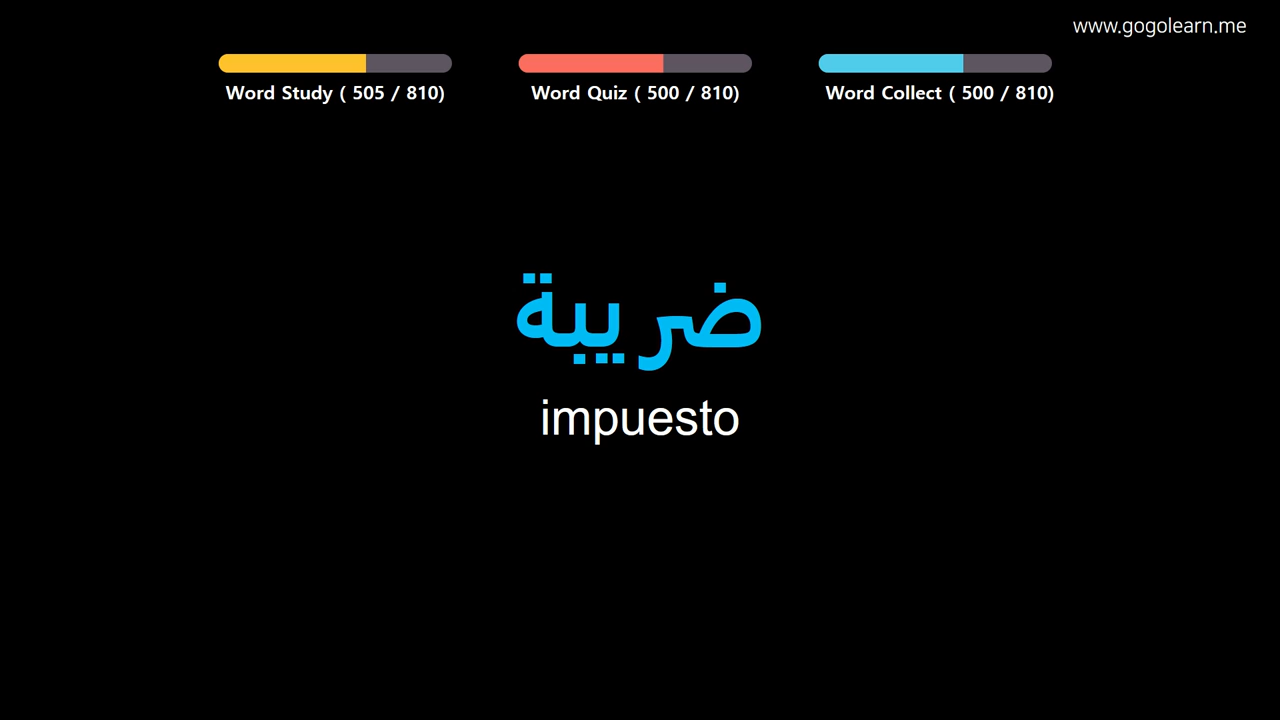 www.gogolearn.me
Word Study ( 505 / 810)
Word Quiz ( 500 / 810)
Word Collect ( 500 / 810)
ضريبة
impuesto